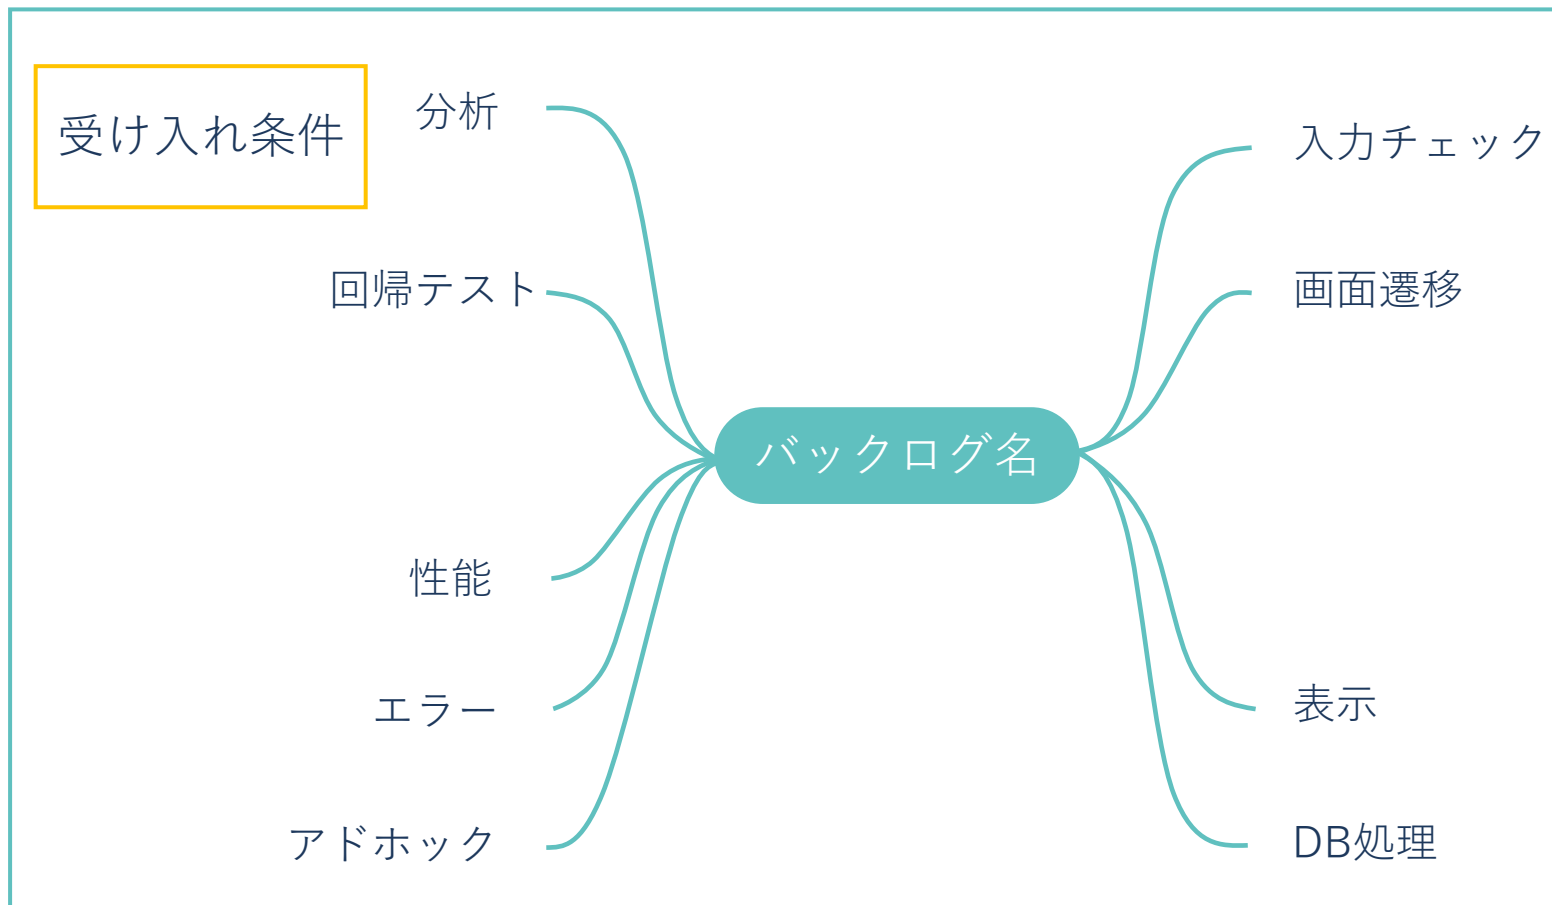 受け入れ条件
分析
回帰テスト
性能
エラー
アドホック
バックログ名
入力チェック
画面遷移
表示
DB処理